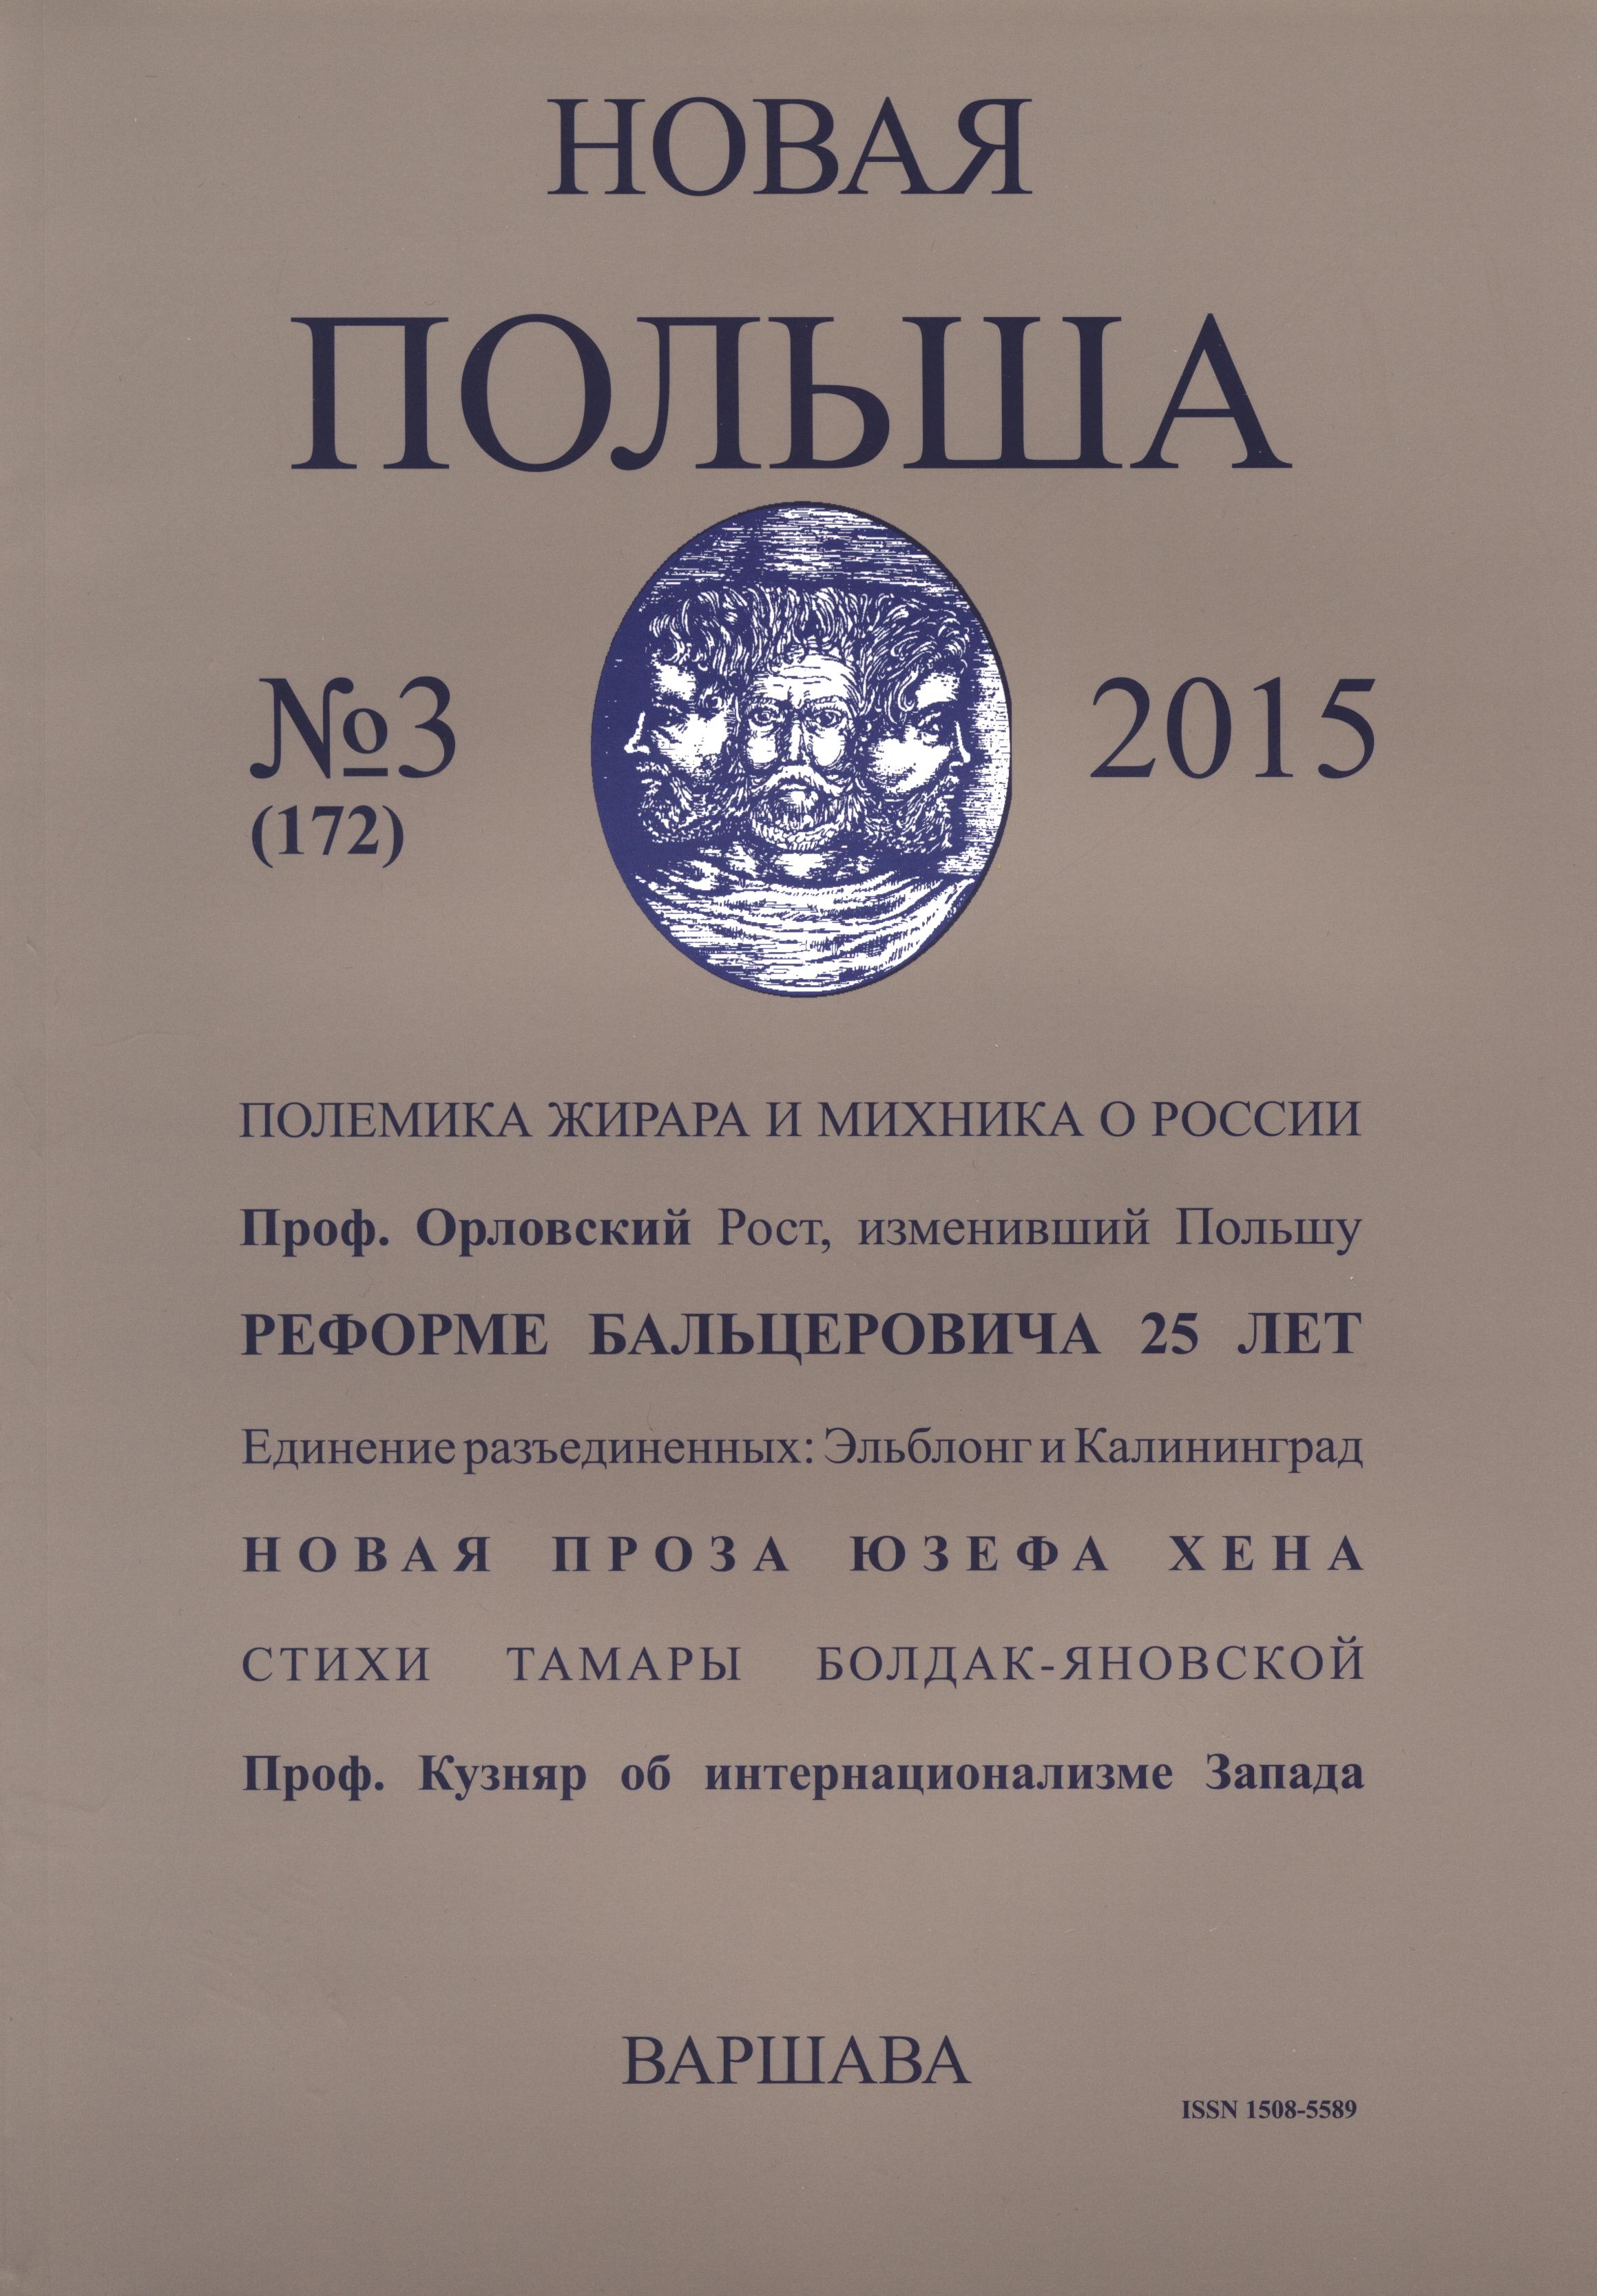 НОВАЯ
ПОЛЬША
№3
2015
(172)
ПОЛЕМИКА ЖИРАРА И МИХНИКА О РОССИИ
Проф. Орловский Рост, изменивший Польшу
РЕФОРМЕ БАЛЬЦЕРОВИЧА 25 ЛЕТ
Единение разъединенных: Эльблонг и Калининград
НОВАЯ ПРОЗА ЮЗЕФА ХЕНА
СТИХИ ТАМАРЫ БОЛДАК-ЯНОВСКОЙ
Проф. Кузняр об интернационализме Запада
ВАРШАВА
ISSN 1508-5589